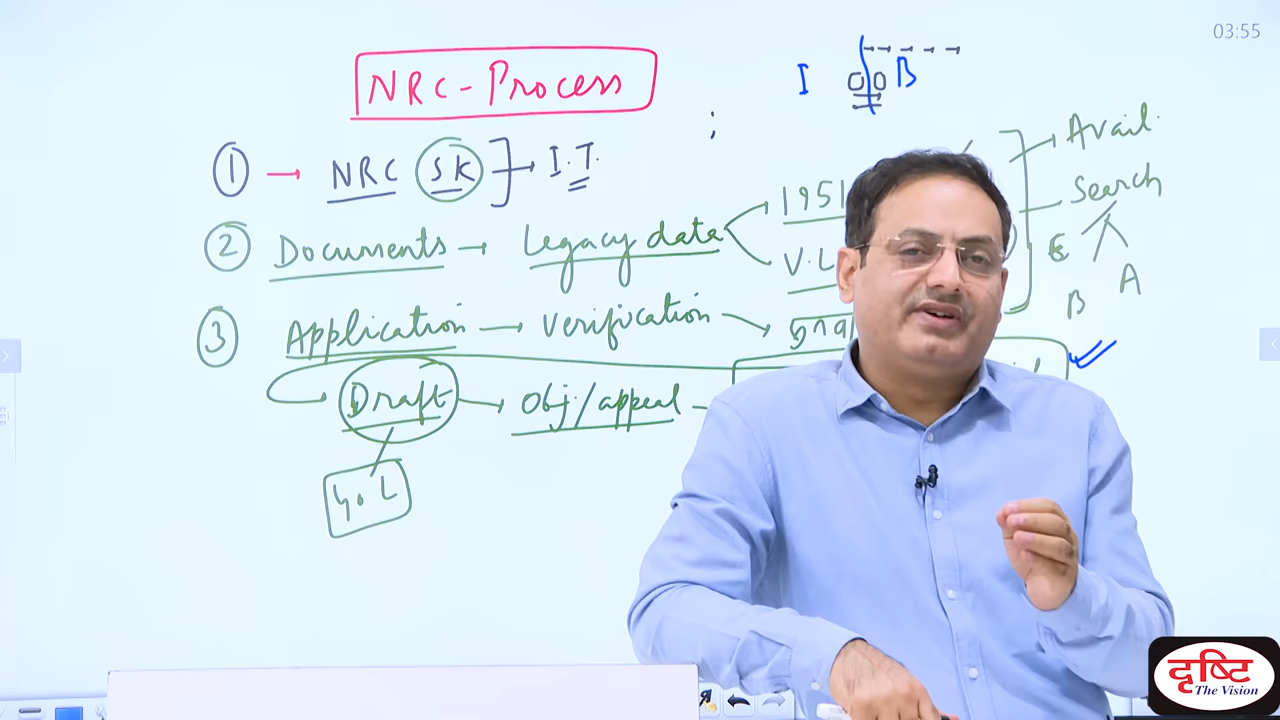 03:55
NRC - Process
I B
① → NRC SK → I.T.
② Documents → Legacy data
1951
V.L
Avail.
Search
E B A
③ Application → Verification →
Draft → Obj./appeal
दृष्टि
The Vision